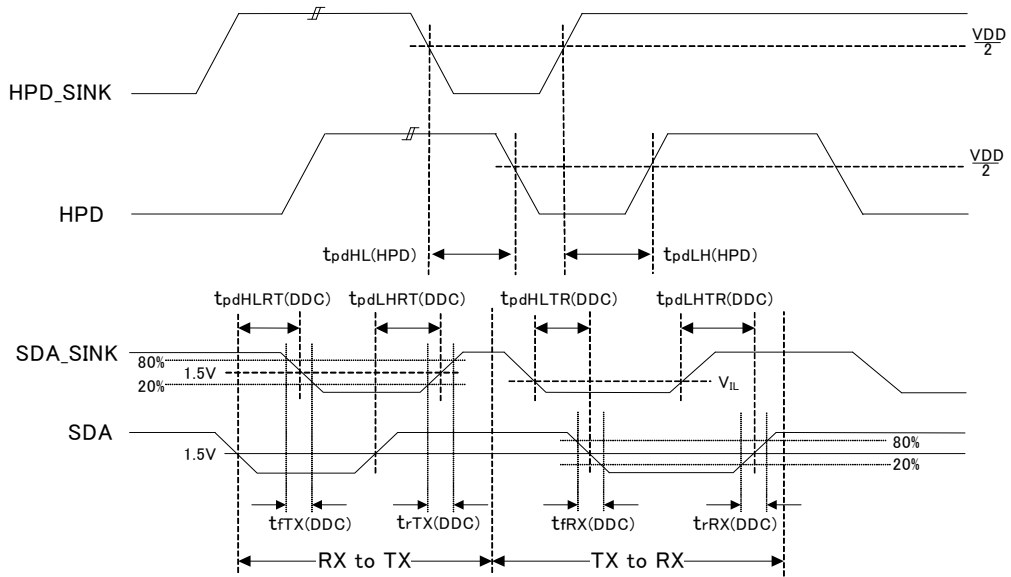 VDD
2
HPD_SINK
VDD
2
HPD
tpdHL(HPD)
tpdLH(HPD)
tpdHLRT(DDC)
tpdLHRT(DDC)
tpdHLTR(DDC)
tpdLHTR(DDC)
SDA_SINK
80%
1.5V
20%
VIL
SDA
1.5V
80%
20%
tfTX(DDC)
trTX(DDC)
tfRX(DDC)
trRX(DDC)
RX to TX
TX to RX